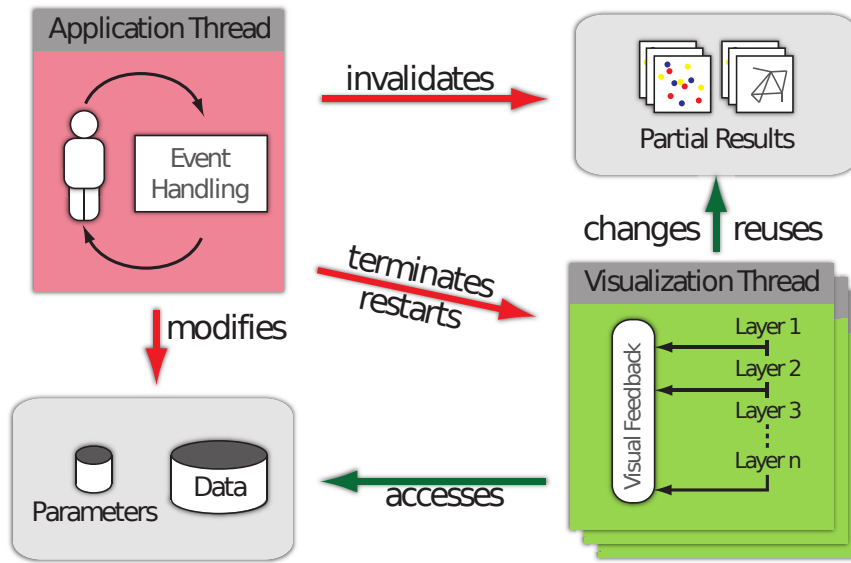 Application Thread
Event
Handling
invalidates
Partial Results
changes
reuses
terminates
restarts
modifies
Visualization Thread
Visual Feedback
Layer 1
Layer 2
Layer 3
Layer n
Parameters
Data
accesses